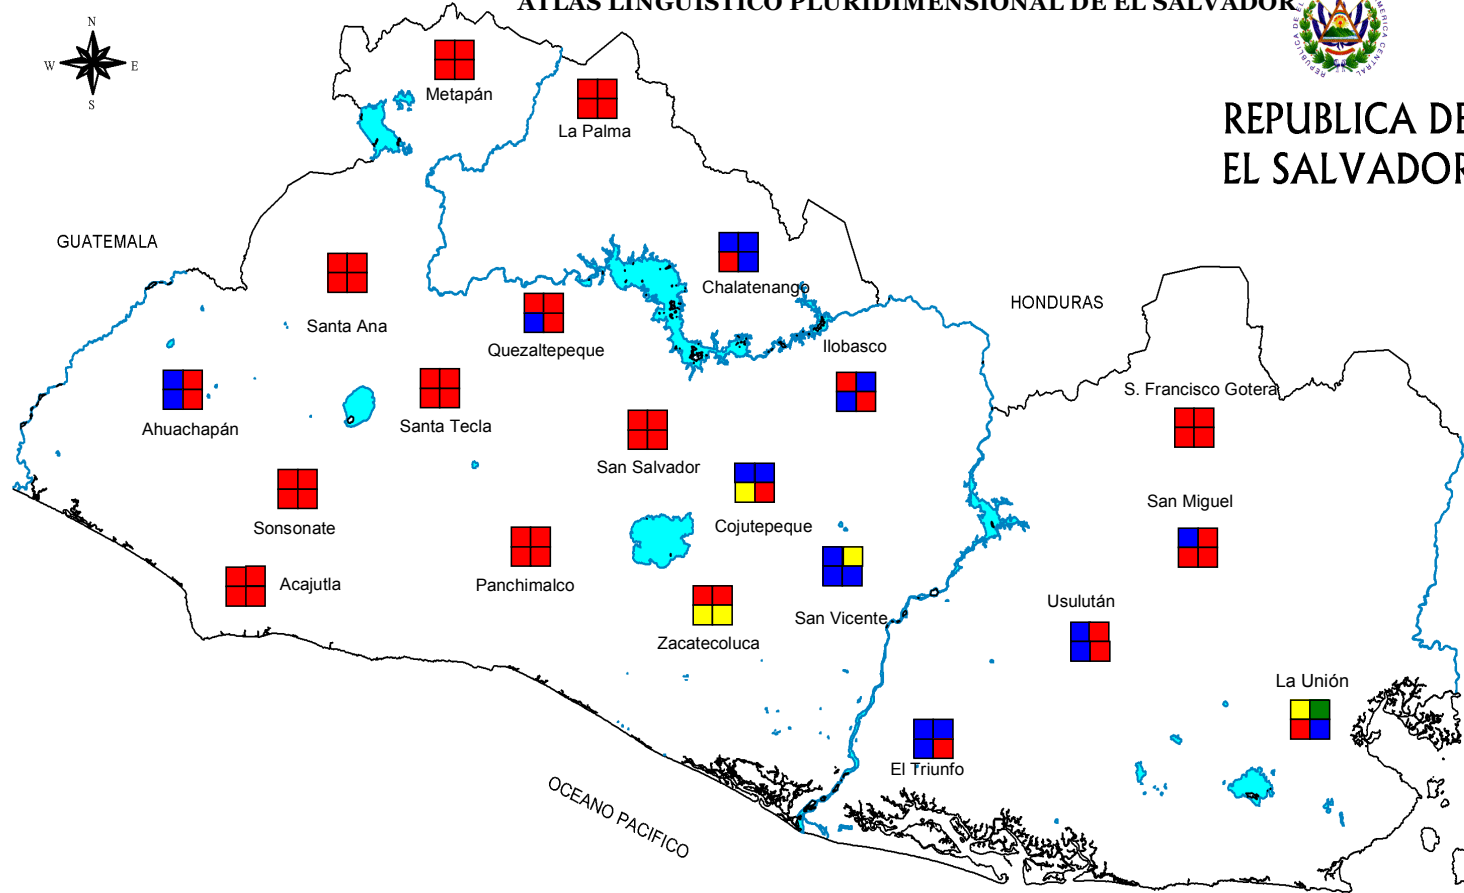 ATLAS LINGUISTICO PLURIDIMENSIONAL DE EL SALVADOR
N
W E
S
REPUBLICA DE
EL SALVADOR
Metapán
La Palma
GUATEMALA
Chalatenango
HONDURAS
Santa Ana
Quezaltepeque
Ilobasco
S. Francisco Gotera
Ahuachapán
Santa Tecla
San Salvador
San Miguel
Sonsonate
Cojutepeque
Acajutla
Panchimalco
Usulután
San Vicente
Zacatecoluca
La Unión
El Triunfo
OCEANO PACIFICO